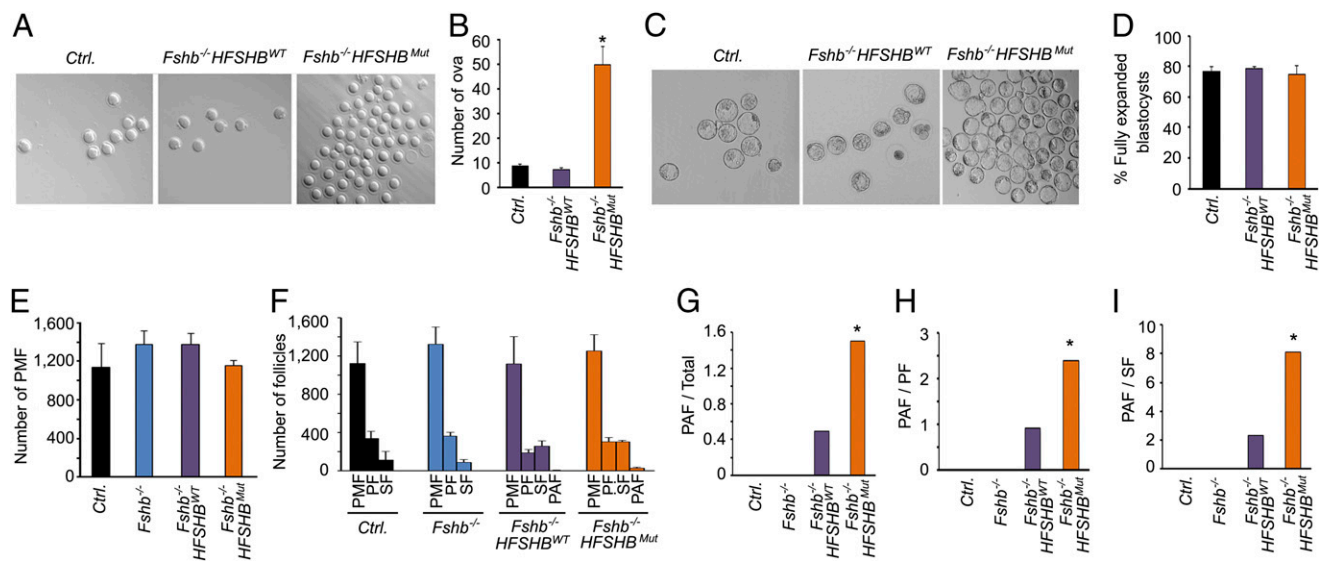 A
Ctrl.
Fshb-/-HFSHBWT
Fshb-/-HFSHBMut
B
Number of ova
60
50
40
30
20
10
0
*
Ctrl.
Fshb-/-
HFSHBWT
Fshb-/-
HFSHBMut
C
Ctrl.
Fshb-/-HFSHBWT
Fshb-/-HFSHBMut
D
% Fully expanded
blastocysts
100
80
60
40
20
0
Ctrl.
Fshb-/-
HFSHBWT
Fshb-/-
HFSHBMut
E
Number of PMF
1,600
1,200
800
400
0
Ctrl.
Fshb-/-
Fshb-/-
HFSHBWT
Fshb-/-
HFSHBMut
F
Number of follicles
1,600
1,200
800
400
0
PMF
PF
SF
PMF
PF
SF
PMF
PF
SF
PAF
PMF
PF
SF
PAF
Ctrl.
Fshb-/-
Fshb-/-
HFSHBWT
Fshb-/-
HFSHBMut
G
PAF / Total
1.6
1.2
0.8
0.4
0
*
Ctrl.
Fshb-/-
Fshb-/-
HFSHBWT
Fshb-/-
HFSHBMut
H
PAF / PF
3
2
1
0
*
Ctrl.
Fshb-/-
Fshb-/-
HFSHBWT
Fshb-/-
HFSHBMut
I
PAF / SF
10
8
6
4
2
0
*
Ctrl.
Fshb-/-
Fshb-/-
HFSHBWT
Fshb-/-
HFSHBMut